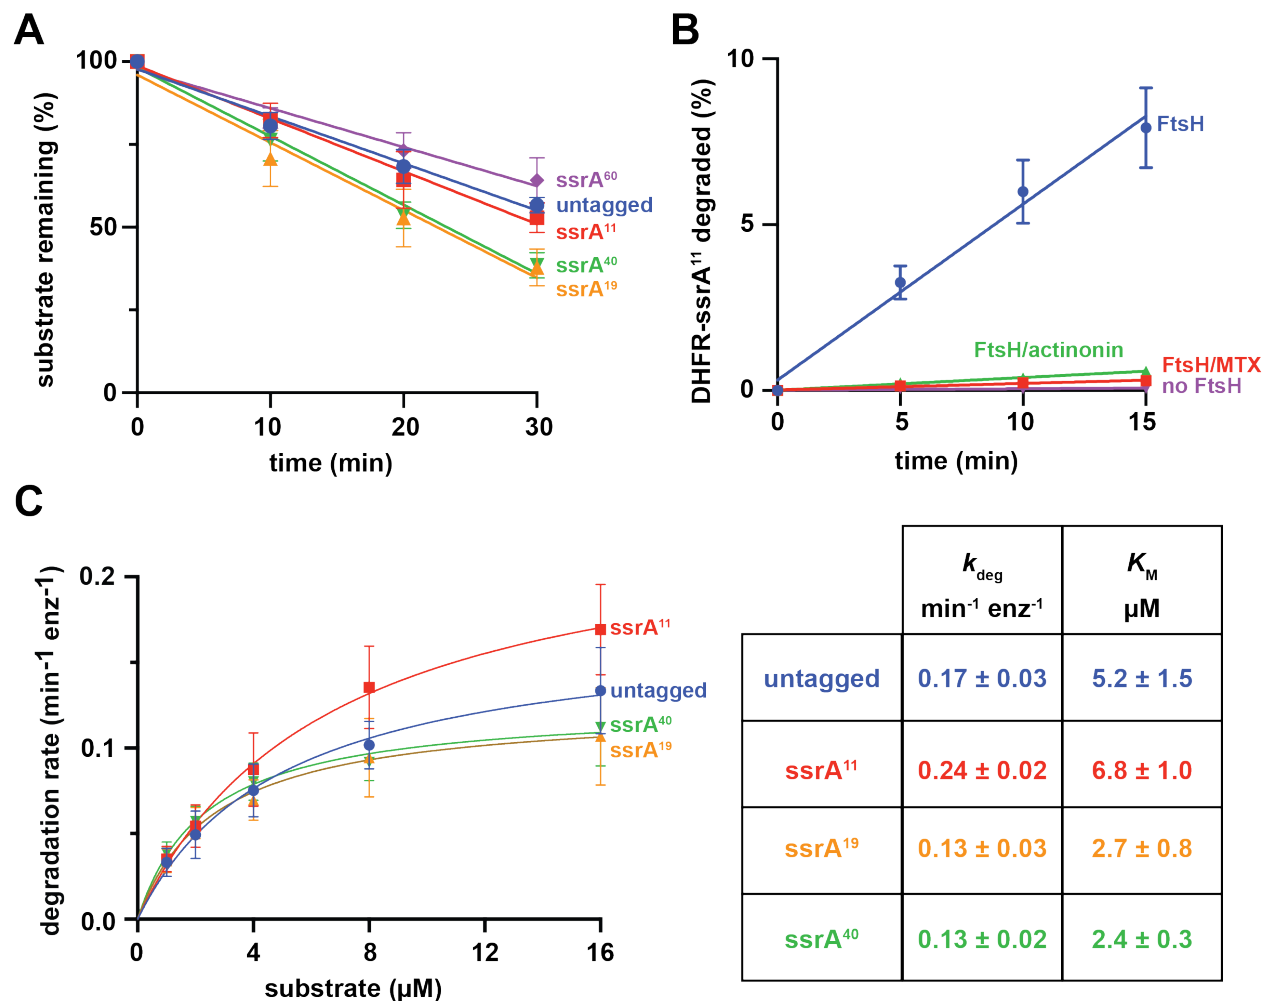 A
substrate remaining (%)
100
50
0
0 10 20 30
time (min)
ssrA⁶⁰
untagged
ssrA¹¹
ssrA⁴⁰
ssrA¹⁹
B
DHFR-ssrA¹¹ degraded (%)
10
5
0
0 5 10 15
time (min)
FtsH
FtsH/actinonin
FtsH/MTX
no FtsH
C
degradation rate (min⁻¹ enz⁻¹)
0.2
0.1
0.0
0 4 8 12 16
substrate (µM)
ssrA¹¹
untagged
ssrA⁴⁰
ssrA¹⁹
k_deg K_M
min⁻¹ enz⁻¹ µM
untagged 0.17 ± 0.03 5.2 ± 1.5
ssrA¹¹ 0.24 ± 0.02 6.8 ± 1.0
ssrA¹⁹ 0.13 ± 0.03 2.7 ± 0.8
ssrA⁴⁰ 0.13 ± 0.02 2.4 ± 0.3